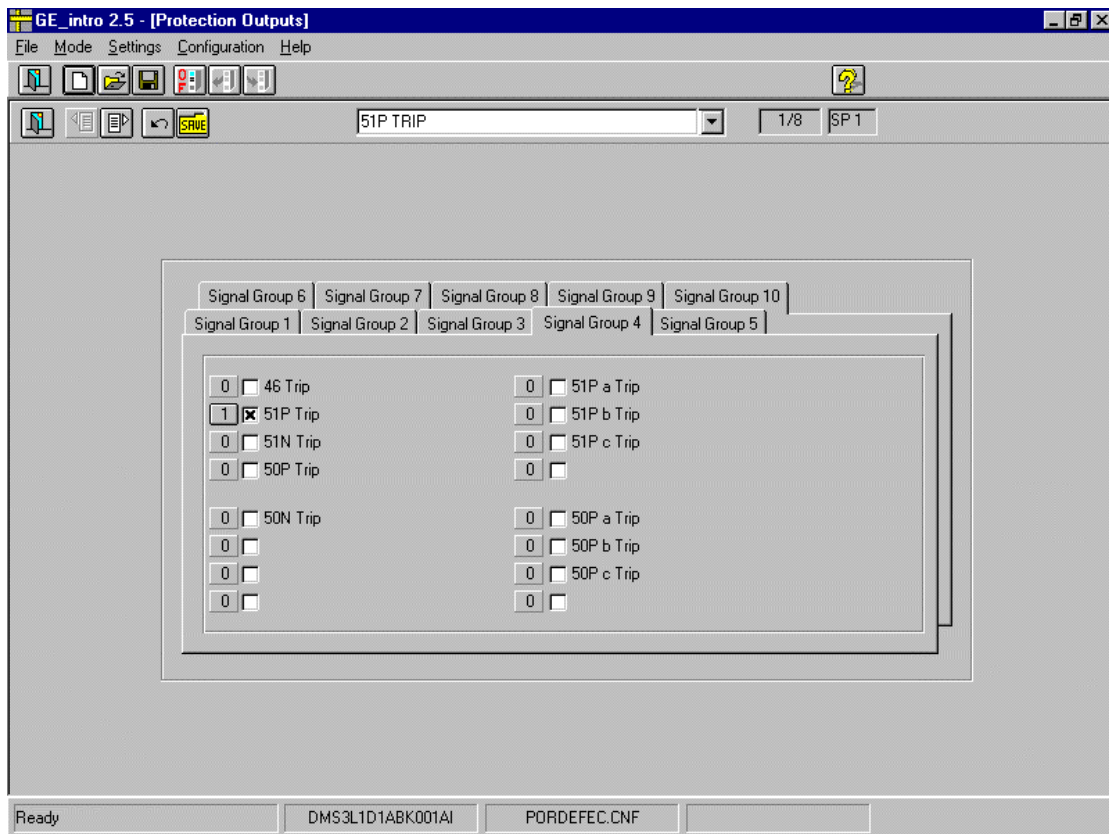 GE_intro 2.5 - [Protection Outputs]
File Mode Settings Configuration Help
OF
SAVE 51P TRIP 1/8 SP 1
Signal Group 6 Signal Group 7 Signal Group 8 Signal Group 9 Signal Group 10
Signal Group 1 Signal Group 2 Signal Group 3 Signal Group 4 Signal Group 5
0 46 Trip 0 51P a Trip
1 51P Trip 0 51P b Trip
0 51N Trip 0 51P c Trip
0 50P Trip 0
0 50N Trip 0 50P a Trip
0 0 50P b Trip
0 0 50P c Trip
0 0
Ready DMS3L1D1ABK001AI PORDEFEC.CNF